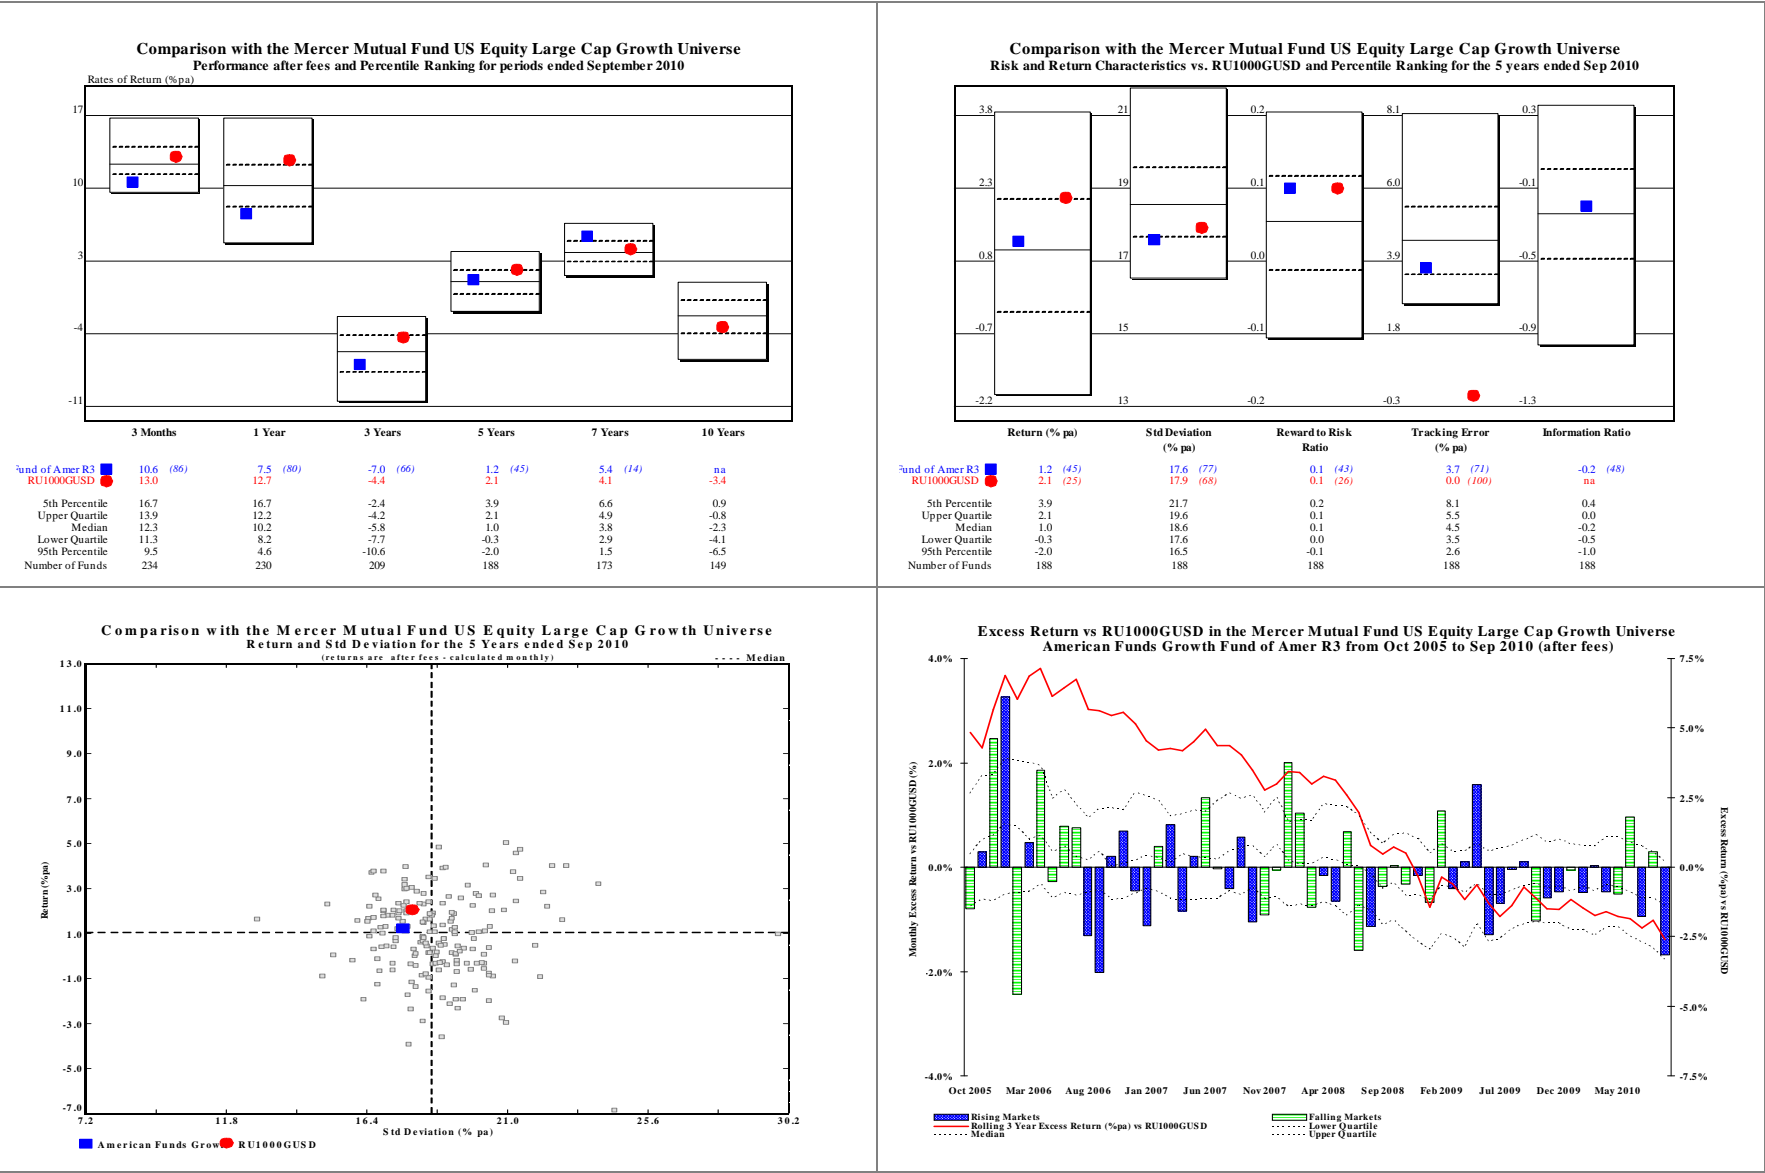 Comparison with the Mercer Mutual Fund US Equity Large Cap Growth Universe
Performance after fees and Percentile Ranking for periods ended September 2010
Rates of Return (%pa)
17
10
3
-4
-11
3 Months 1 Year 3 Years 5 Years 7 Years 10 Years
Fund of Amer R3 10.6 (86) 7.5 (80) -7.0 (66) 1.2 (45) 5.4 (14) na
RU1000GUSD 13.0 12.7 -4.4 2.1 4.1 -3.4
5th Percentile 16.7 16.7 -2.4 3.9 6.6 0.9
Upper Quartile 13.9 12.2 -4.2 2.1 4.9 -0.8
Median 12.3 10.2 -5.8 1.0 3.8 -2.3
Lower Quartile 11.3 8.2 -7.7 -0.3 2.9 -4.1
95th Percentile 9.5 4.6 -10.6 -2.0 1.5 -6.5
Number of Funds 234 230 209 188 173 149
Comparison with the Mercer Mutual Fund US Equity Large Cap Growth Universe
Risk and Return Characteristics vs. RU1000GUSD and Percentile Ranking for the 5 years ended Sep 2010
3.8 21 0.2 8.1 0.3
2.3 19 0.1 6.0 -0.1
0.8 17 0.0 3.9 -0.5
-0.7 15 -0.1 1.8 -0.9
-2.2 13 -0.2 -0.3 -1.3
Return (% pa) Std Deviation Reward to Risk Tracking Error Information Ratio
(% pa) Ratio (% pa)
Fund of Amer R3 1.2 (45) 17.6 (77) 0.1 (43) 3.7 (71) -0.2 (48)
RU1000GUSD 2.1 (25) 17.9 (68) 0.1 (26) 0.0 (100) na
5th Percentile 3.9 21.7 0.2 8.1 0.4
Upper Quartile 2.1 19.6 0.1 5.5 0.0
Median 1.0 18.6 0.1 4.5 -0.2
Lower Quartile -0.3 17.6 0.0 3.5 -0.5
95th Percentile -2.0 16.5 -0.1 2.6 -1.0
Number of Funds 188 188 188 188 188
Comparison with the Mercer Mutual Fund US Equity Large Cap Growth Universe
Return and Std Deviation for the 5 Years ended Sep 2010
(returns are after fees - calculated monthly)
---- Median
13.0
11.0
9.0
7.0
5.0
3.0
1.0
-1.0
-3.0
-5.0
-7.0
Return (%pa)
7.2 11.8 16.4 21.0 25.6 30.2
Std Deviation (% pa)
American Funds Grow RU1000GUSD
Excess Return vs RU1000GUSD in the Mercer Mutual Fund US Equity Large Cap Growth Universe
American Funds Growth Fund of Amer R3 from Oct 2005 to Sep 2010 (after fees)
4.0% 7.5%
5.0%
2.0% 2.5%
0.0% 0.0%
-2.5%
-2.0% -5.0%
-4.0% -7.5%
Monthly Excess Return vs RU1000GUSD (%)
Excess Return (%pa) vs RU1000GUSD
Oct 2005 Mar 2006 Aug 2006 Jan 2007 Jun 2007 Nov 2007 Apr 2008 Sep 2008 Feb 2009 Jul 2009 Dec 2009 May 2010
Rising Markets Falling Markets
Rolling 3 Year Excess Return (%pa) vs RU1000GUSD Lower Quartile
Median Upper Quartile